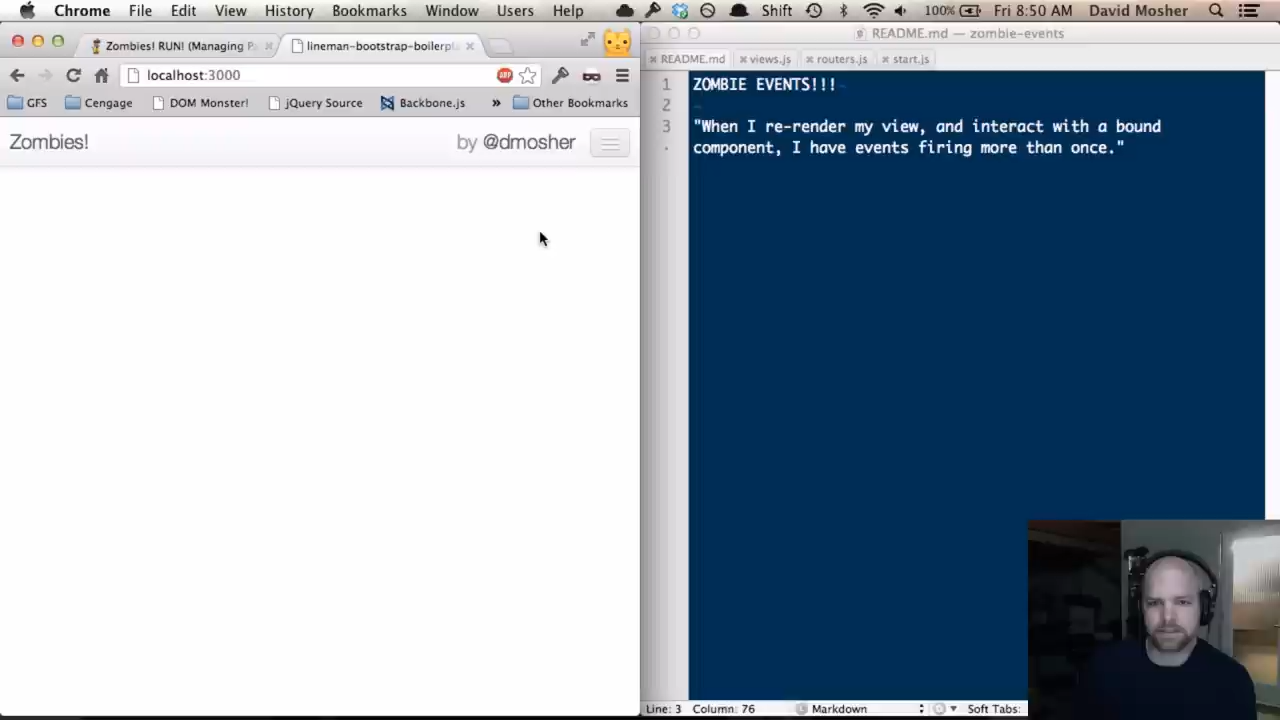 Chrome File Edit View History Bookmarks Window Users Help Shift 100% Fri 8:50 AM David Mosher
Zombies! RUN! (Managing P
lineman-bootstrap-boilerpla
localhost:3000
ABP
GFS Cengage DOM Monster! jQuery Source Backbone.js » Other Bookmarks
Zombies! by @dmosher
README.md — zombie-events
README.md views.js routers.js start.js
1 ZOMBIE EVENTS!!!
2
3 "When I re-render my view, and interact with a bound
component, I have events firing more than once."
Line: 3 Column: 76 Markdown Soft Tabs: